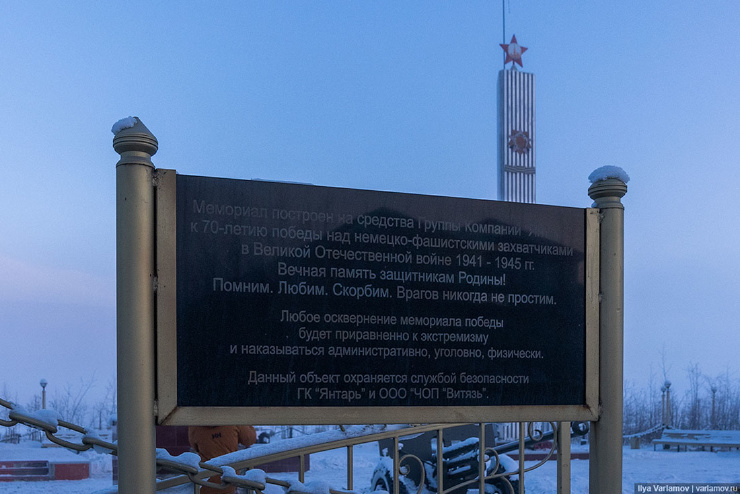 Мемориал построен на средства Группы Компаний
к 70-летию победы над немецко-фашистскими захватчиками
в Великой Отечественной войне 1941 - 1945 гг.
Вечная память защитникам Родины!
Помним. Любим. Скорбим. Врагов никогда не простим.
Любое осквернение мемориала победы
будет приравнено к экстремизму
и наказываться административно, уголовно, физически.
Данный объект охраняется службой безопасности
ГК "Янтарь" и ООО "ЧОП "Витязь".
Ilya Varlamov / varlamov.ru